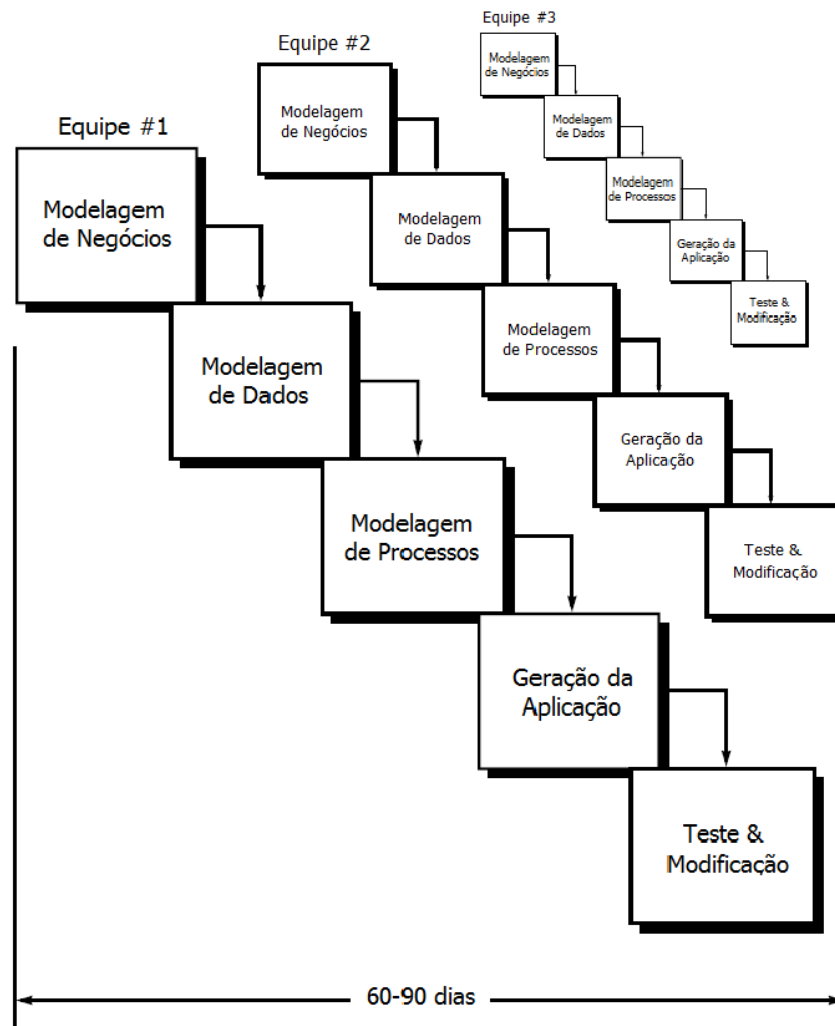 Equipe #1
Modelagem
de Negócios
Modelagem
de Dados
Modelagem
de Processos
Geração da
Aplicação
Teste &
Modificação
Equipe #2
Modelagem
de Negócios
Modelagem
de Dados
Modelagem
de Processos
Geração da
Aplicação
Teste &
Modificação
Equipe #3
Modelagem
de Negócios
Modelagem
de Dados
Modelagem
de Processos
Geração da
Aplicação
Teste &
Modificação
60-90 dias